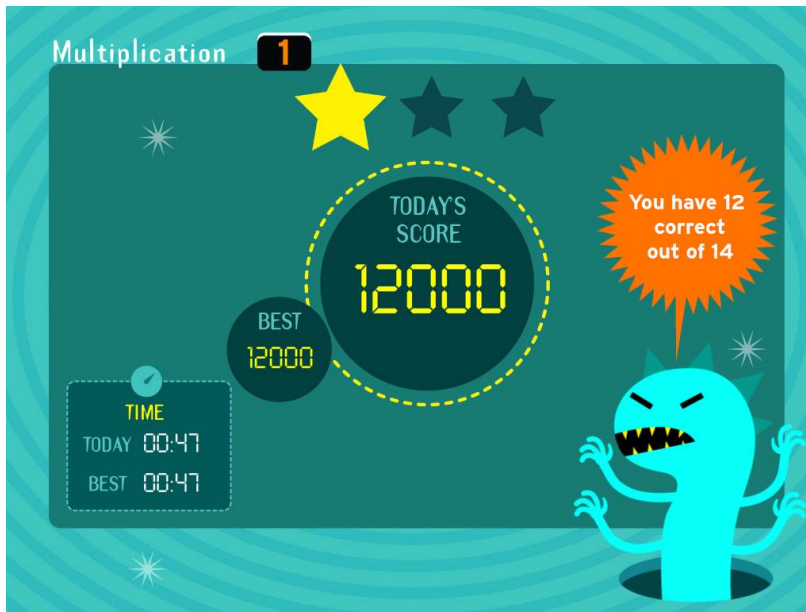 Multiplication 1
TODAY'S
SCORE
12000
BEST
12000
You have 12
correct
out of 14
TIME
TODAY 00:47
BEST 00:47